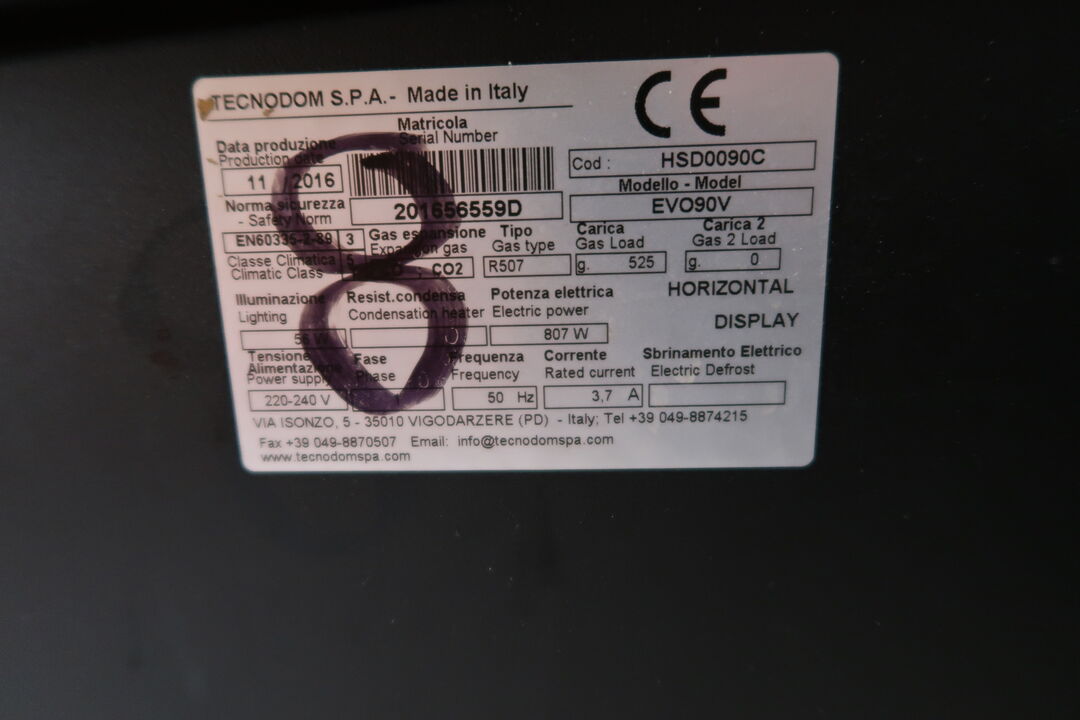 TECNODOM S.P.A.- Made in Italy
CE
Matricola
Serial Number
Data produzione
Production date
11 / 2016
Cod : HSD0090C
Modello - Model
EVO90V
201656559D
Norma sicurezza
- Safety Norm
EN60335-2-89 3
Classe Climatica
Climatic Class
5
Gas espansione
Expansion gas
CO2
Tipo
Gas type
R507
Carica
Gas Load
g. 525
Carica 2
Gas 2 Load
g. 0
HORIZONTAL
DISPLAY
Illuminazione
Lighting
56 W
Resist.condensa
Condensation heater
Potenza elettrica
Electric power
807 W
Tensione
Alimentazione
Power supply
220-240 V
Fase
Phase
1
Frequenza
Frequency
50 Hz
Corrente
Rated current
3,7 A
Sbrinamento Elettrico
Electric Defrost
VIA ISONZO, 5 - 35010 VIGODARZERE (PD) - Italy; Tel +39 049-8874215
Fax +39 049-8870507 Email: info@tecnodomspa.com
www.tecnodomspa.com
8